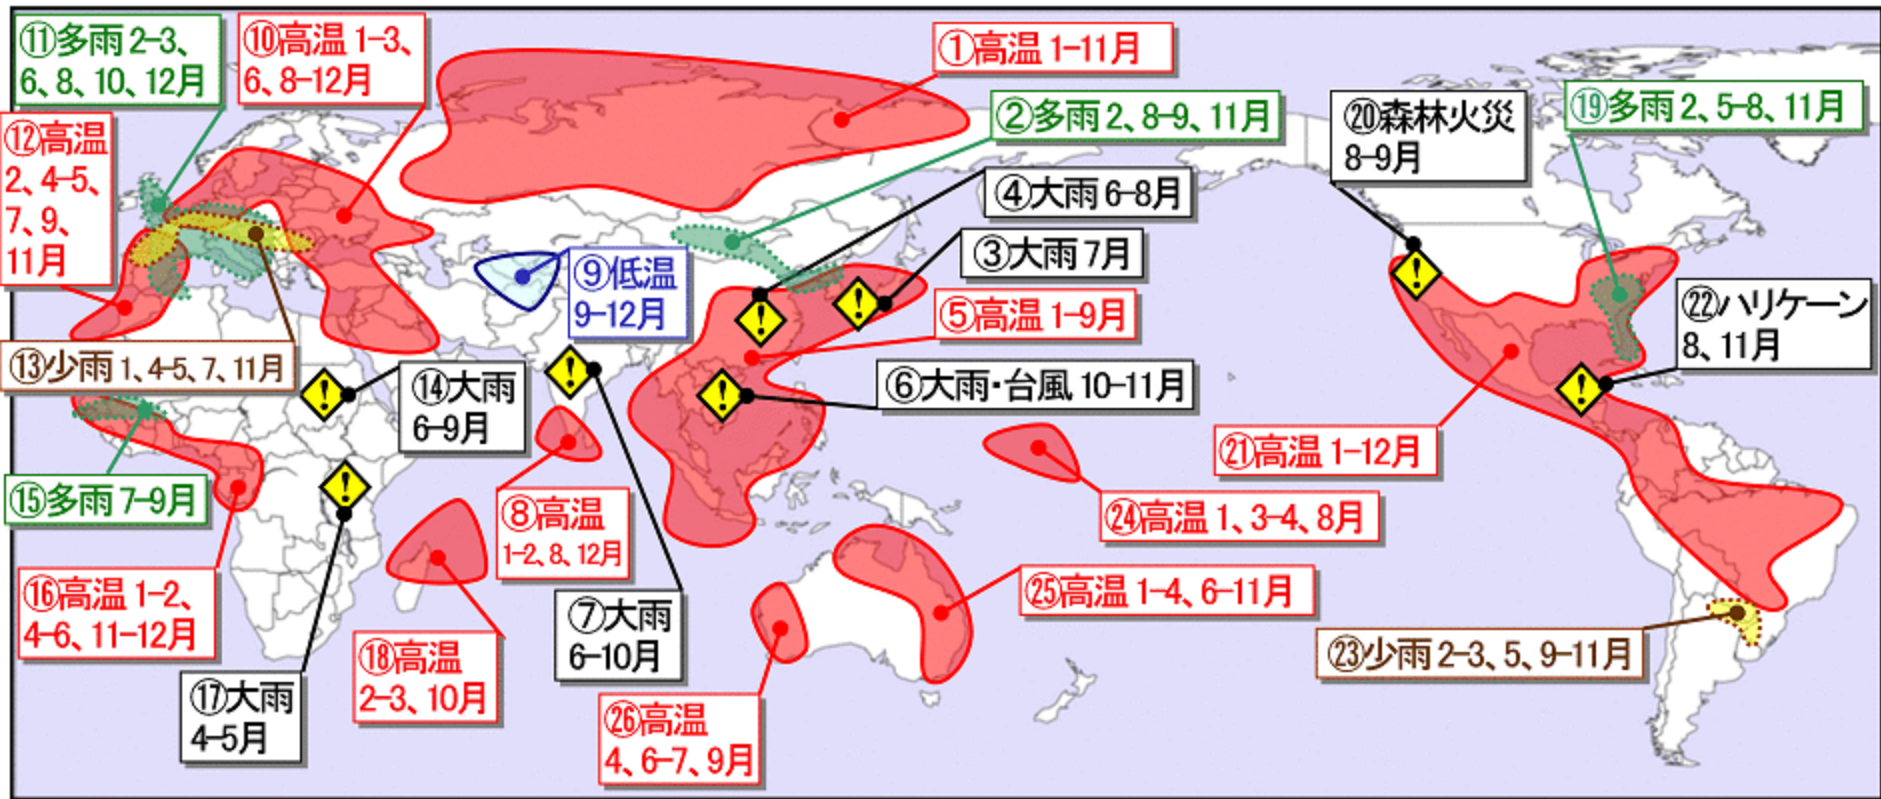 ⑪多雨 2-3、
6、8、10、12月
⑩高温 1-3、
6、8-12月
①高温 1-11月
②多雨 2、8-9、11月
⑳森林火災
8-9月
⑲多雨 2、5-8、11月
⑫高温
2、4-5、
7、9、
11月
④大雨 6-8月
③大雨 7月
⑨低温
9-12月
⑤高温 1-9月
㉒ハリケーン
8、11月
⑬少雨 1、4-5、7、11月
⑭大雨
6-9月
⑥大雨・台風 10-11月
㉑高温 1-12月
⑮多雨 7-9月
⑧高温
1-2、8、12月
㉔高温 1、3-4、8月
⑯高温 1-2、
4-6、11-12月
⑦大雨
6-10月
㉕高温 1-4、6-11月
⑱高温
2-3、10月
㉓少雨 2-3、5、9-11月
⑰大雨
4-5月
㉖高温
4、6-7、9月